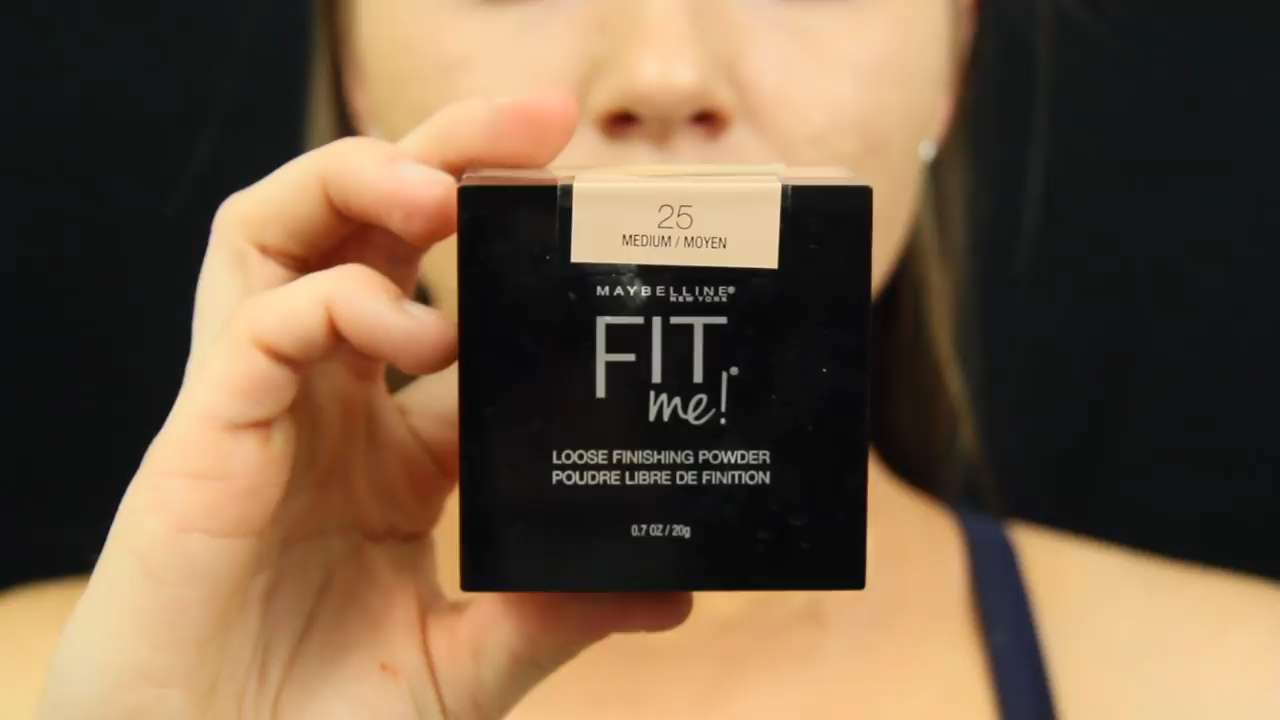 25
MEDIUM / MOYEN
MAYBELLINE®
NEW YORK
FIT
me!
LOOSE FINISHING POWDER
POUDRE LIBRE DE FINITION
0.7 OZ / 20g